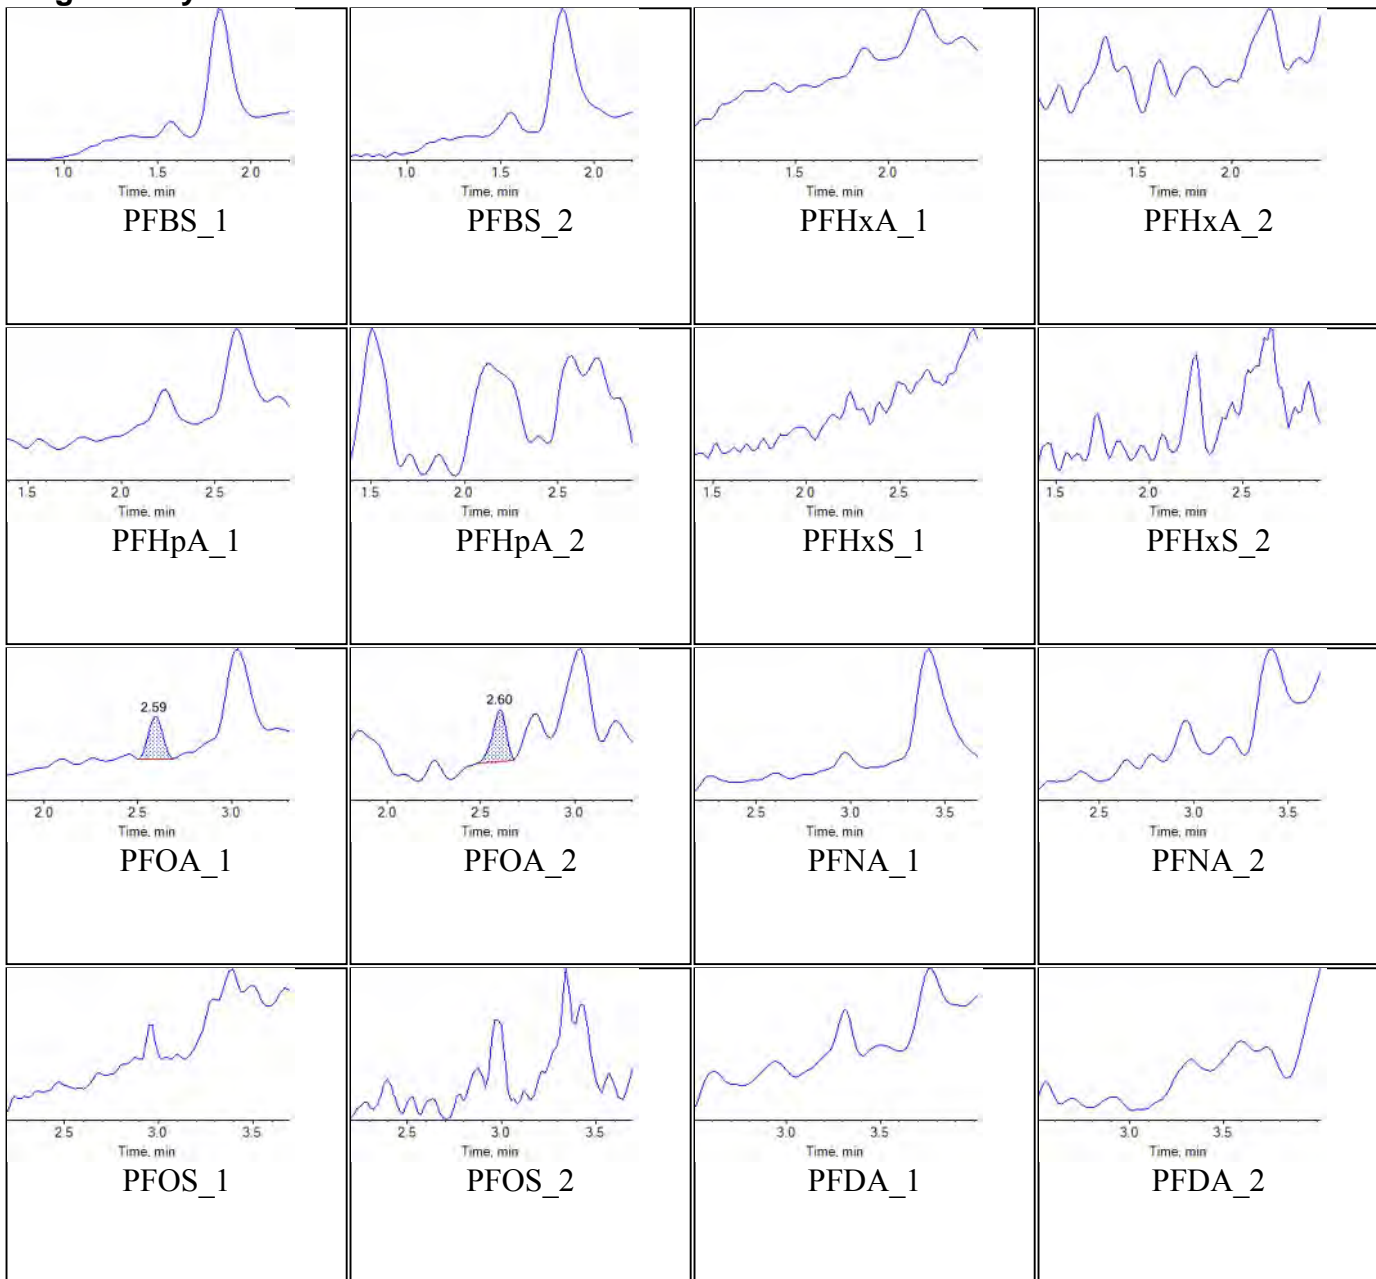 1.0 1.5 2.0 1.0 1.5 2.0 1.5 2.0 1.5 2.0
Time, min Time, min Time, min Time, min
PFBS_1 PFBS_2 PFHxA_1 PFHxA_2
1.5 2.0 2.5 1.5 2.0 2.5 1.5 2.0 2.5 1.5 2.0 2.5
Time, min Time, min Time, min Time, min
PFHpA_1 PFHpA_2 PFHxS_1 PFHxS_2
2.59 2.60
2.0 2.5 3.0 2.0 2.5 3.0 2.5 3.0 3.5 2.5 3.0 3.5
Time, min Time, min Time, min Time, min
PFOA_1 PFOA_2 PFNA_1 PFNA_2
2.5 3.0 3.5 2.5 3.0 3.5 3.0 3.5 3.0 3.5
Time, min Time, min Time, min Time, min
PFOS_1 PFOS_2 PFDA_1 PFDA_2